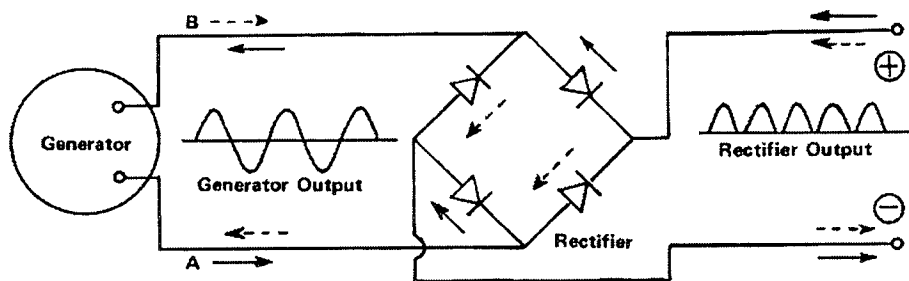 B
Generator
Generator Output
A
Rectifier
+
Rectifier Output
−